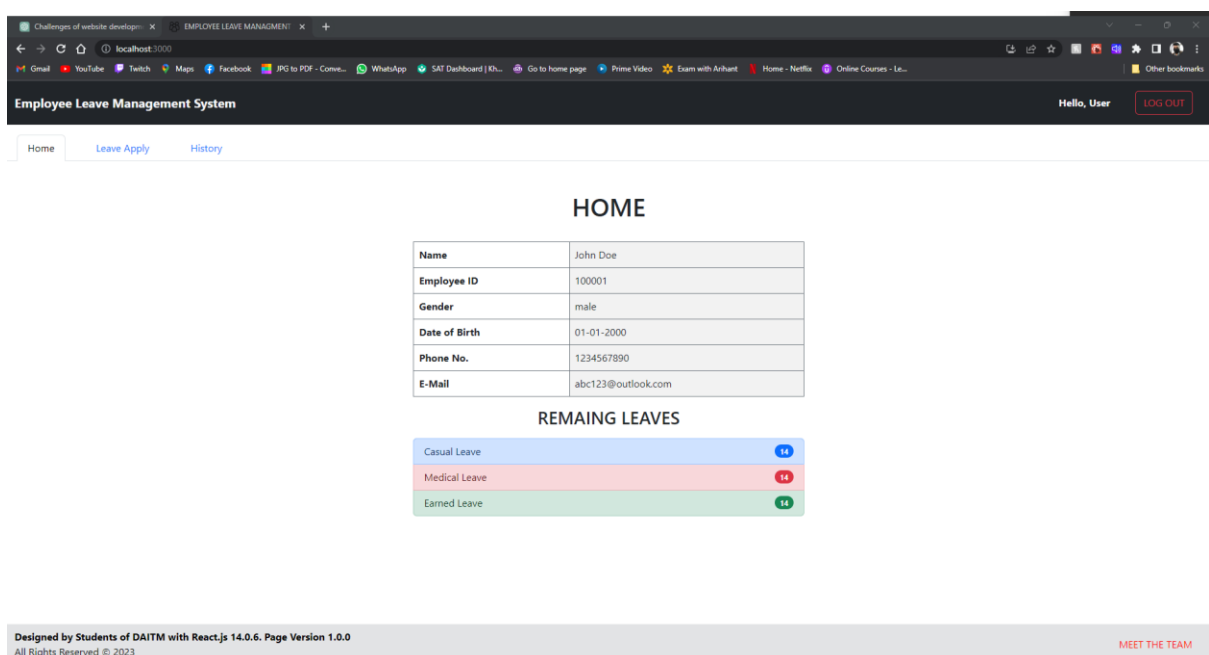 Challenges of website developm
EMPLOYEE LEAVE MANAGMENT
localhost:3000
Gmail YouTube Twitch Maps Facebook JPG to PDF - Conve... WhatsApp SAT Dashboard | Kh... Go to home page Prime Video Exam with Arihant Home - Netflix Online Courses - Le... Other bookmarks
Employee Leave Management System Hello, User LOG OUT
Home Leave Apply History
HOME
Name John Doe
Employee ID 100001
Gender male
Date of Birth 01-01-2000
Phone No. 1234567890
E-Mail abc123@outlook.com
REMAING LEAVES
Casual Leave 14
Medical Leave 14
Earned Leave 14
Designed by Students of DAITM with React.js 14.0.6. Page Version 1.0.0
All Rights Reserved © 2023
MEET THE TEAM